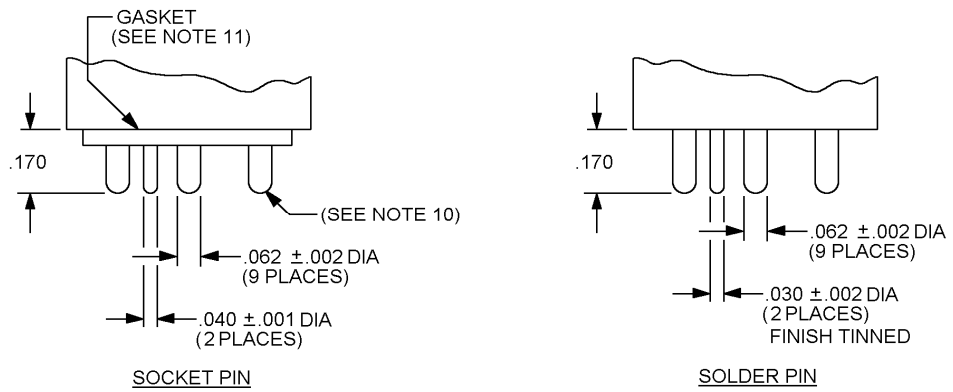 GASKET
(SEE NOTE 11)
.170
(SEE NOTE 10)
.062 ±.002 DIA
(9 PLACES)
.040 ±.001 DIA
(2 PLACES)
SOCKET PIN
.170
.062 ±.002 DIA
(9 PLACES)
.030 ±.002 DIA
(2 PLACES)
FINISH TINNED
SOLDER PIN